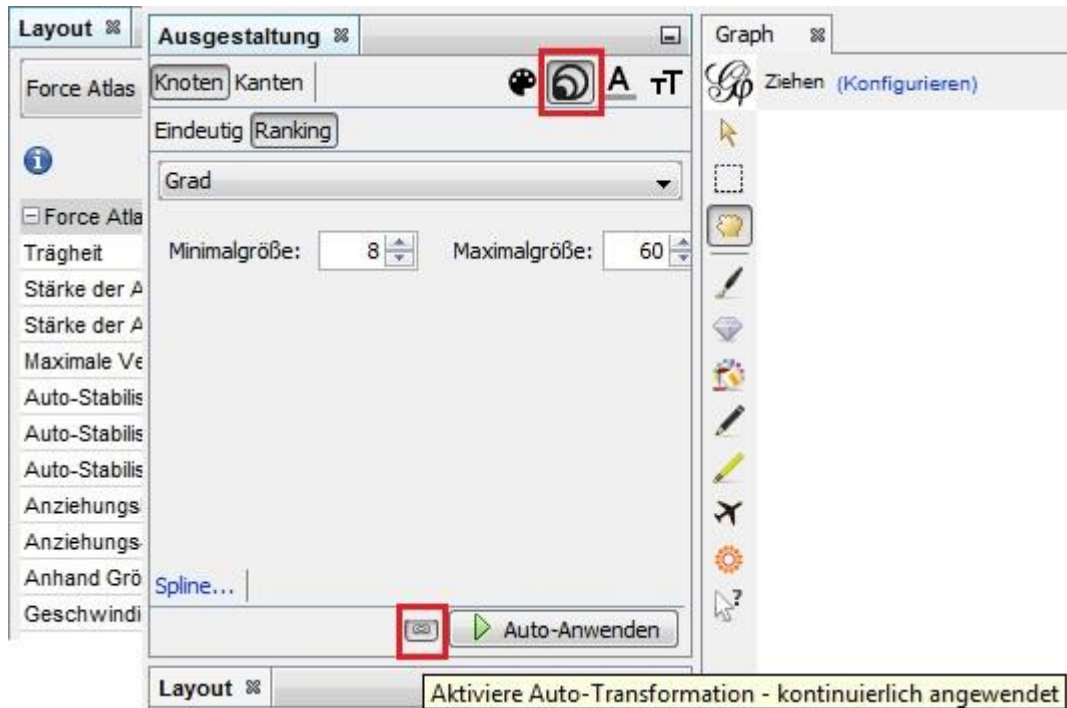 Layout
Force Atlas
Force Atla
Trägheit
Stärke der A
Stärke der A
Maximale Ve
Auto-Stabilis
Auto-Stabilis
Auto-Stabilis
Anziehungs
Anziehungs-
Anhand Grö
Geschwindi
Ausgestaltung
Knoten Kanten
A TT
Eindeutig Ranking
Grad
Minimalgröße: 8 Maximalgröße: 60
Spline...
Auto-Anwenden
Layout
Graph
Ziehen (Konfigurieren)
Aktiviere Auto-Transformation - kontinuierlich angewendet